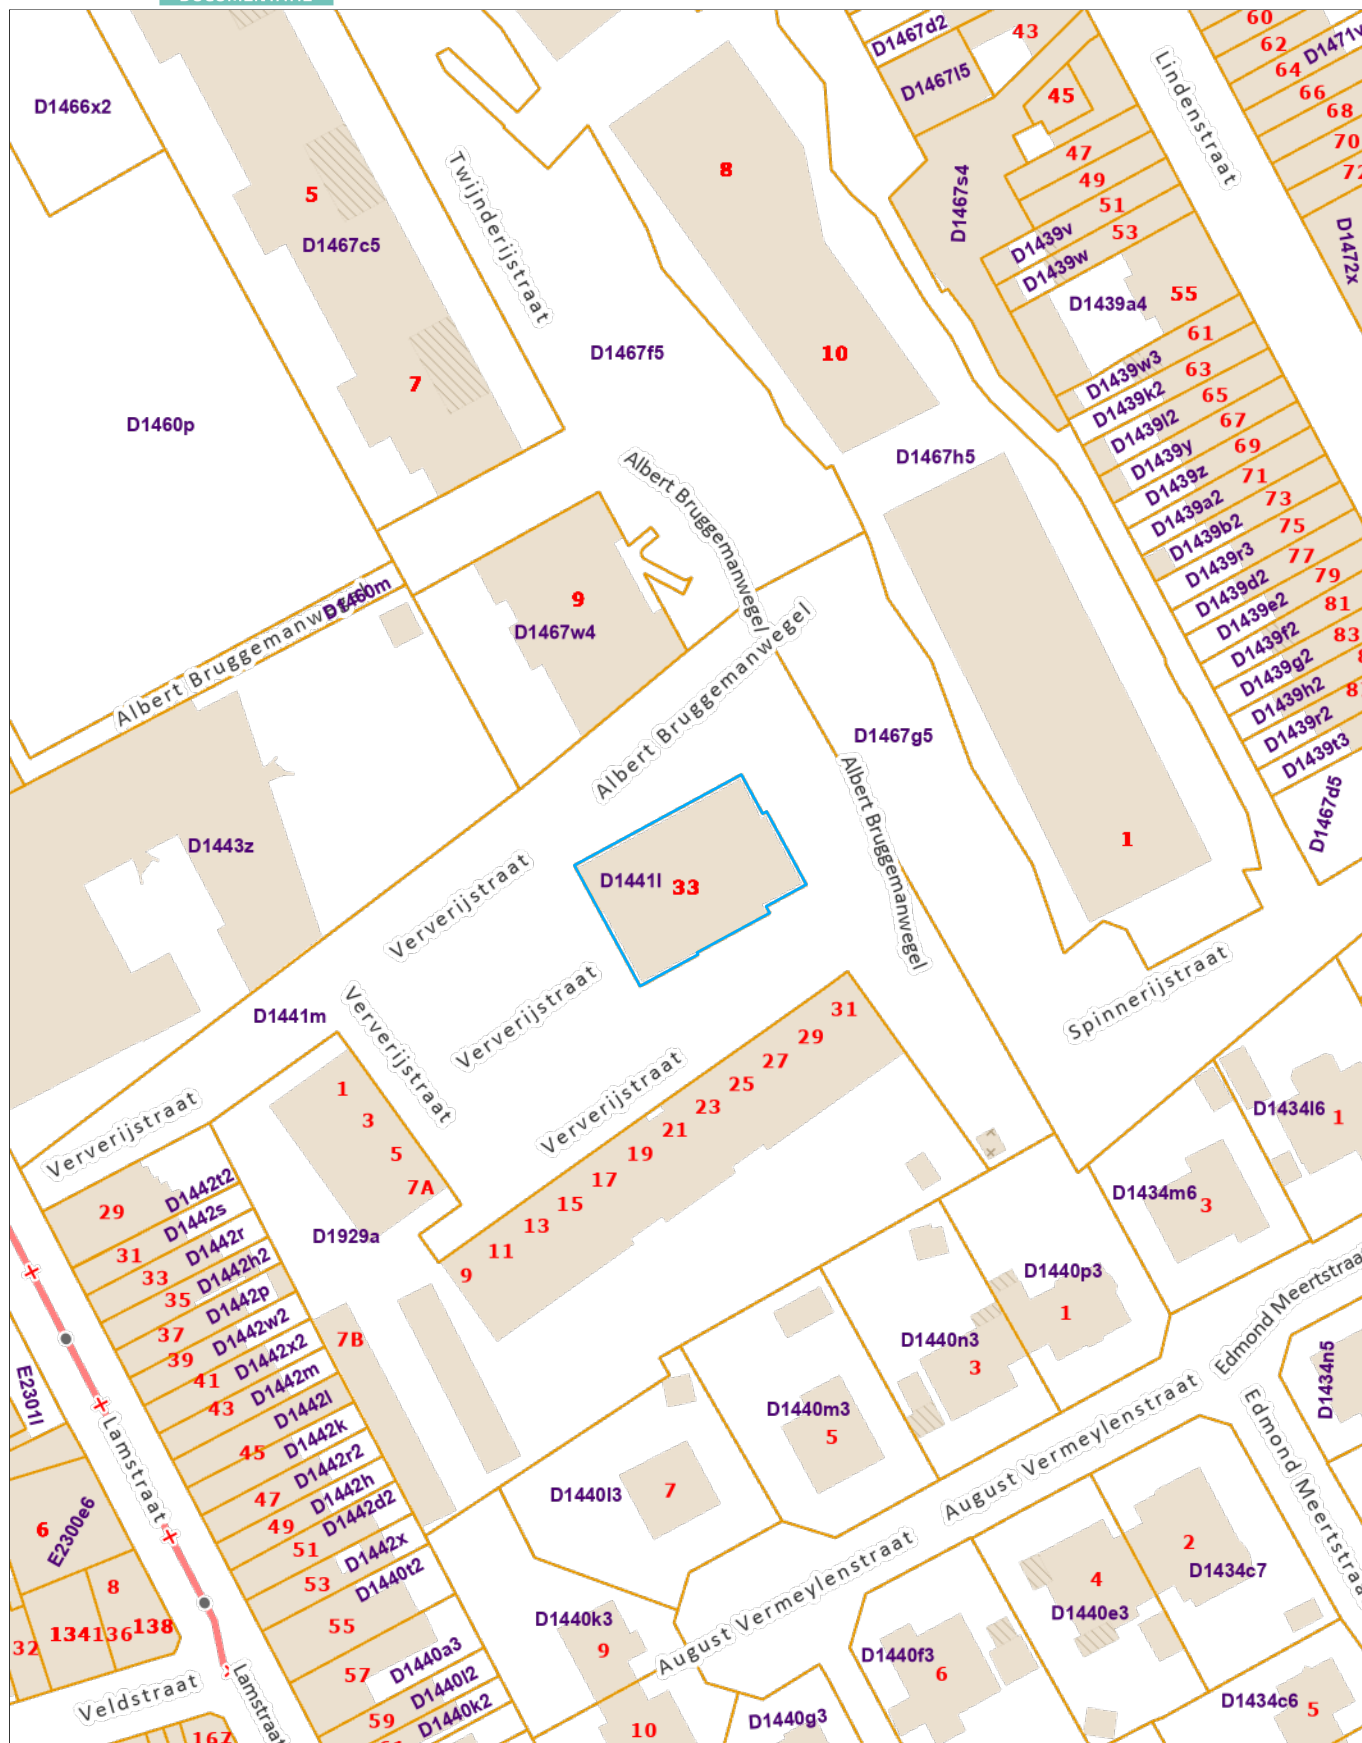 D1467d2
43
60
62
D1471v
64
66
68
70
72
D1466x2
D1467l5
45
Lindenstraat
47
49
51
53
D1467s4
D1439v
D1439w
D1472x
5
D1467c5
Twijnderijstraat
8
D1439a4
55
61
7
D1467f5
10
D1439w3
63
D1439k2
65
D1439l2
67
D1439y
69
D1439z
71
D1439a2
73
D1439b2
75
D1439r3
77
D1439d2
79
D1439e2
81
D1439f2
83
D1439g2
D1439h2
D1439r2
D1439t3
D1467d5
D1460p
D1467h5
Albert Bruggemanwegel
D1460m
Albert Bruggemanwegel
9
D1467w4
Albert Bruggemanwegel
D1467g5
Albert Bruggemanwegel
1
D1443z
D1441l
33
Ververijstraat
Ververijstraat
Ververijstraat
Ververijstraat
Ververijstraat
D1441m
Spinnerijstraat
31
29
27
25
23
21
19
17
15
13
11
9
1
3
5
7A
D1929a
7B
29
D1442t2
31
D1442s
33
D1442r
35
D1442h2
37
D1442p
39
D1442w2
41
D1442x2
43
D1442m
D1442l
45
D1442k
47
D1442r2
49
D1442h
51
D1442d2
53
D1442x
55
D1440t2
57
D1440a3
59
D1440l2
D1440k2
Lamstraat
Lamstraat
E2301l
6
E2300e6
8
32
134
136
138
Veldstraat
167
D1434l6
1
D1434m6
3
D1440p3
1
D1440n3
3
D1440m3
5
D1440l3
7
D1440k3
9
10
Edmond Meertstraat
Edmond Meertstraat
D1434n5
August Vermeylenstraat
August Vermeylenstraat
2
D1434c7
4
D1440e3
D1440f3
6
D1440g3
D1434c6
5